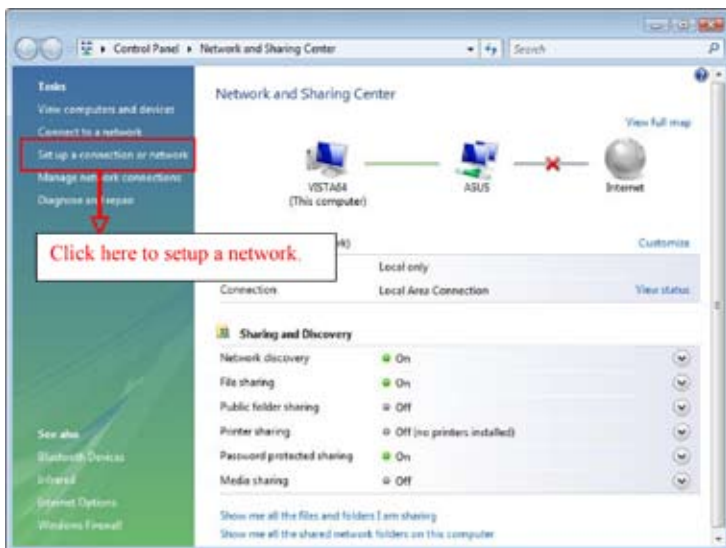 Control Panel ▸ Network and Sharing Center
Search
Tasks
View computers and devices
Connect to a network
Set up a connection or network
Manage network connections
Diagnose and repair
Click here to setup a network.
See also
Bluetooth Devices
Infrared
Internet Options
Windows Firewall
Network and Sharing Center
View full map
VISTA64
(This computer)
ASUS
Internet
Customize
Local only
Connection
Local Area Connection
View status
Sharing and Discovery
Network discovery
On
File sharing
On
Public folder sharing
Off
Printer sharing
Off (no printers installed)
Password protected sharing
On
Media sharing
Off
Show me all the files and folders I am sharing
Show me all the shared network folders on this computer